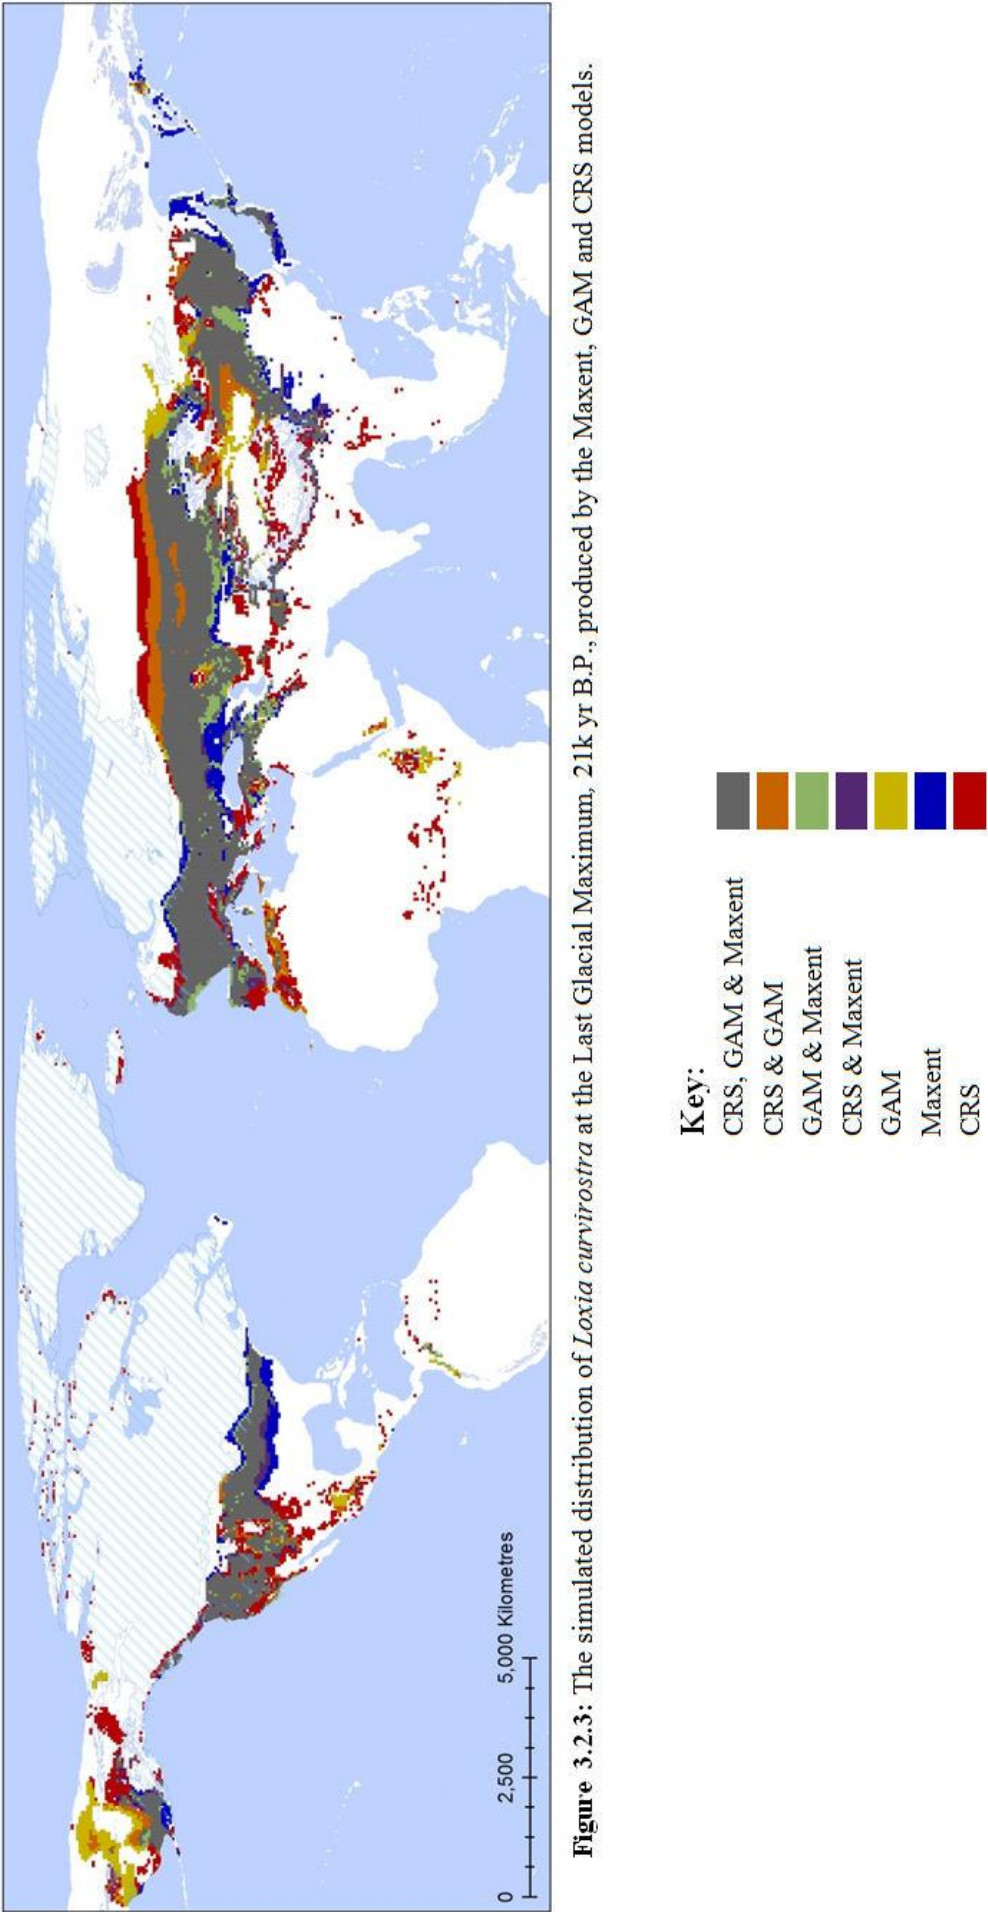 0 2,500 5,000 Kilometres
Figure 3.2.3: The simulated distribution of Loxia curvirostra at the Last Glacial Maximum, 21k yr B.P., produced by the Maxent, GAM and CRS models.
Key:
CRS, GAM & Maxent
CRS & GAM
GAM & Maxent
CRS & Maxent
GAM
Maxent
CRS